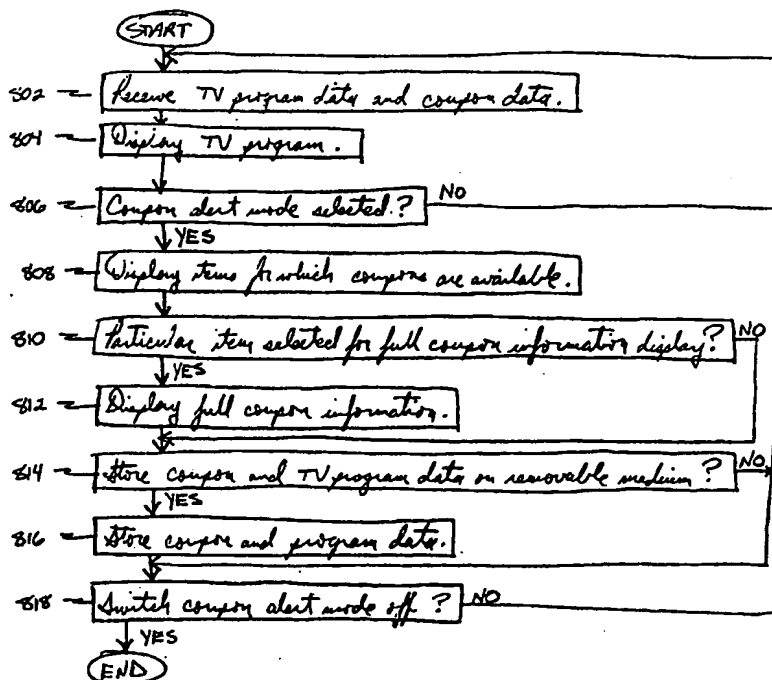 START
802 Receive TV program data and coupon data.
804 Display TV program.
806 Coupon alert mode selected? NO
YES
808 Display items for which coupons are available.
810 Particular item selected for full coupon information display? NO
YES
812 Display full coupon information.
814 Store coupon and TV program data on removable medium? NO
YES
816 Store coupon and program data.
818 Switch coupon alert mode off? NO
YES
END